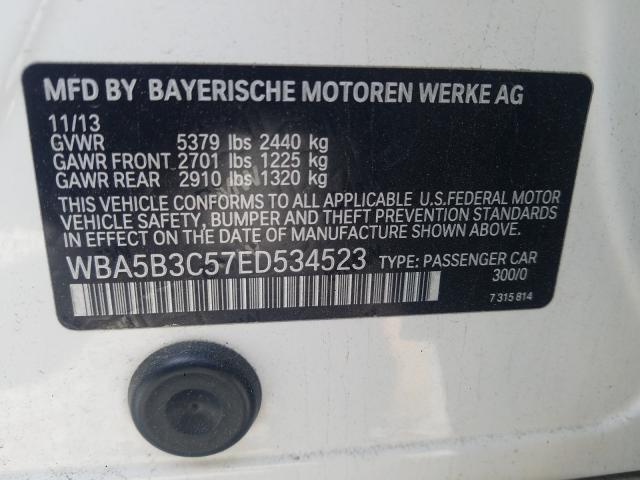 MFD BY BAYERISCHE MOTOREN WERKE AG
11/13
GVWR 5379 lbs 2440 kg
GAWR FRONT 2701 lbs 1225 kg
GAWR REAR 2910 lbs 1320 kg
THIS VEHICLE CONFORMS TO ALL APPLICABLE U.S.FEDERAL MOTOR
VEHICLE SAFETY, BUMPER AND THEFT PREVENTION STANDARDS
IN EFFECT ON THE DATE OF MANUFACTURE SHOWN ABOVE.
WBA5B3C57ED534523 TYPE: PASSENGER CAR
300/0
7 315 814